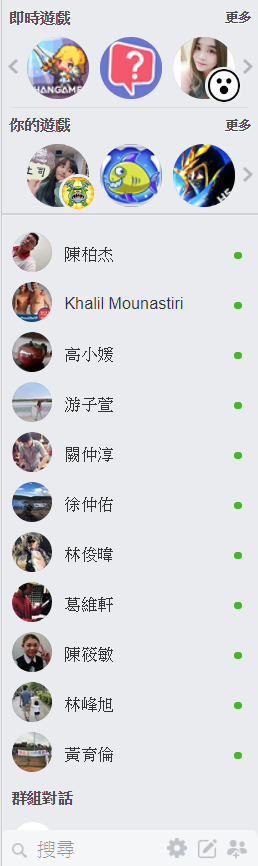 即時遊戲 更多
HANGAME
你的遊戲 更多
H5
陳柏杰
Khalil Mounastiri
高小媛
游子萱
闕仲淳
徐仲佑
林俊暐
葛維軒
陳筱敏
林峰旭
黃育倫
群組對話
搜尋